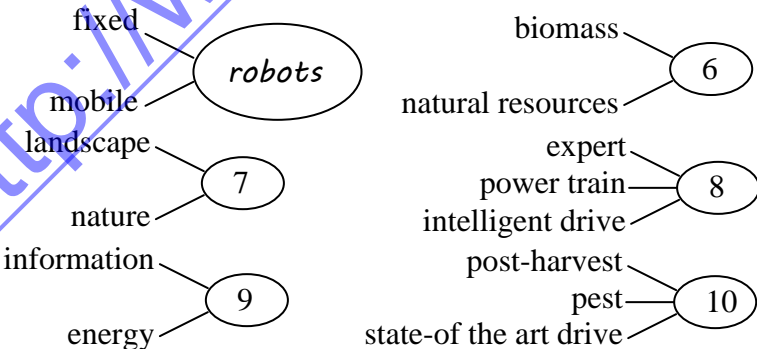 fixed
robots
mobile
biomass
6
natural resources
landscape
7
nature
expert
power train
8
intelligent drive
information
9
energy
post-harvest
pest
10
state-of the art drive